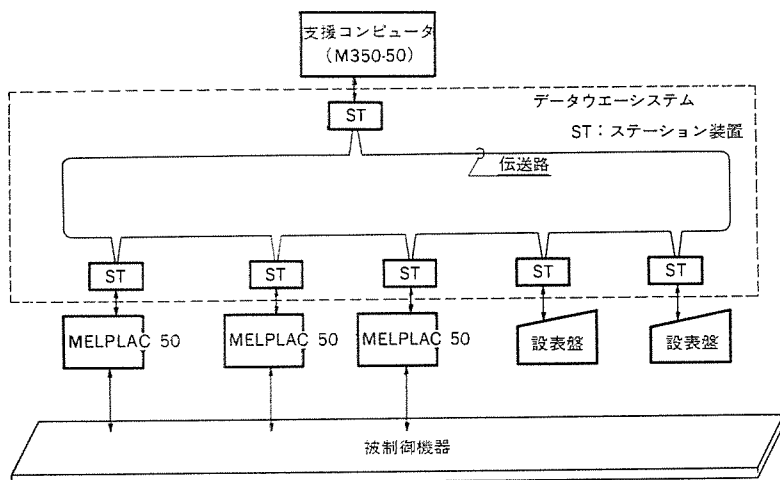 支援コンピュータ
(M350-50)
データウエーシステム
ST
ST：ステーション装置
伝送路
ST
ST
ST
ST
ST
MELPLAC 50
MELPLAC 50
MELPLAC 50
設表盤
設表盤
被制御機器